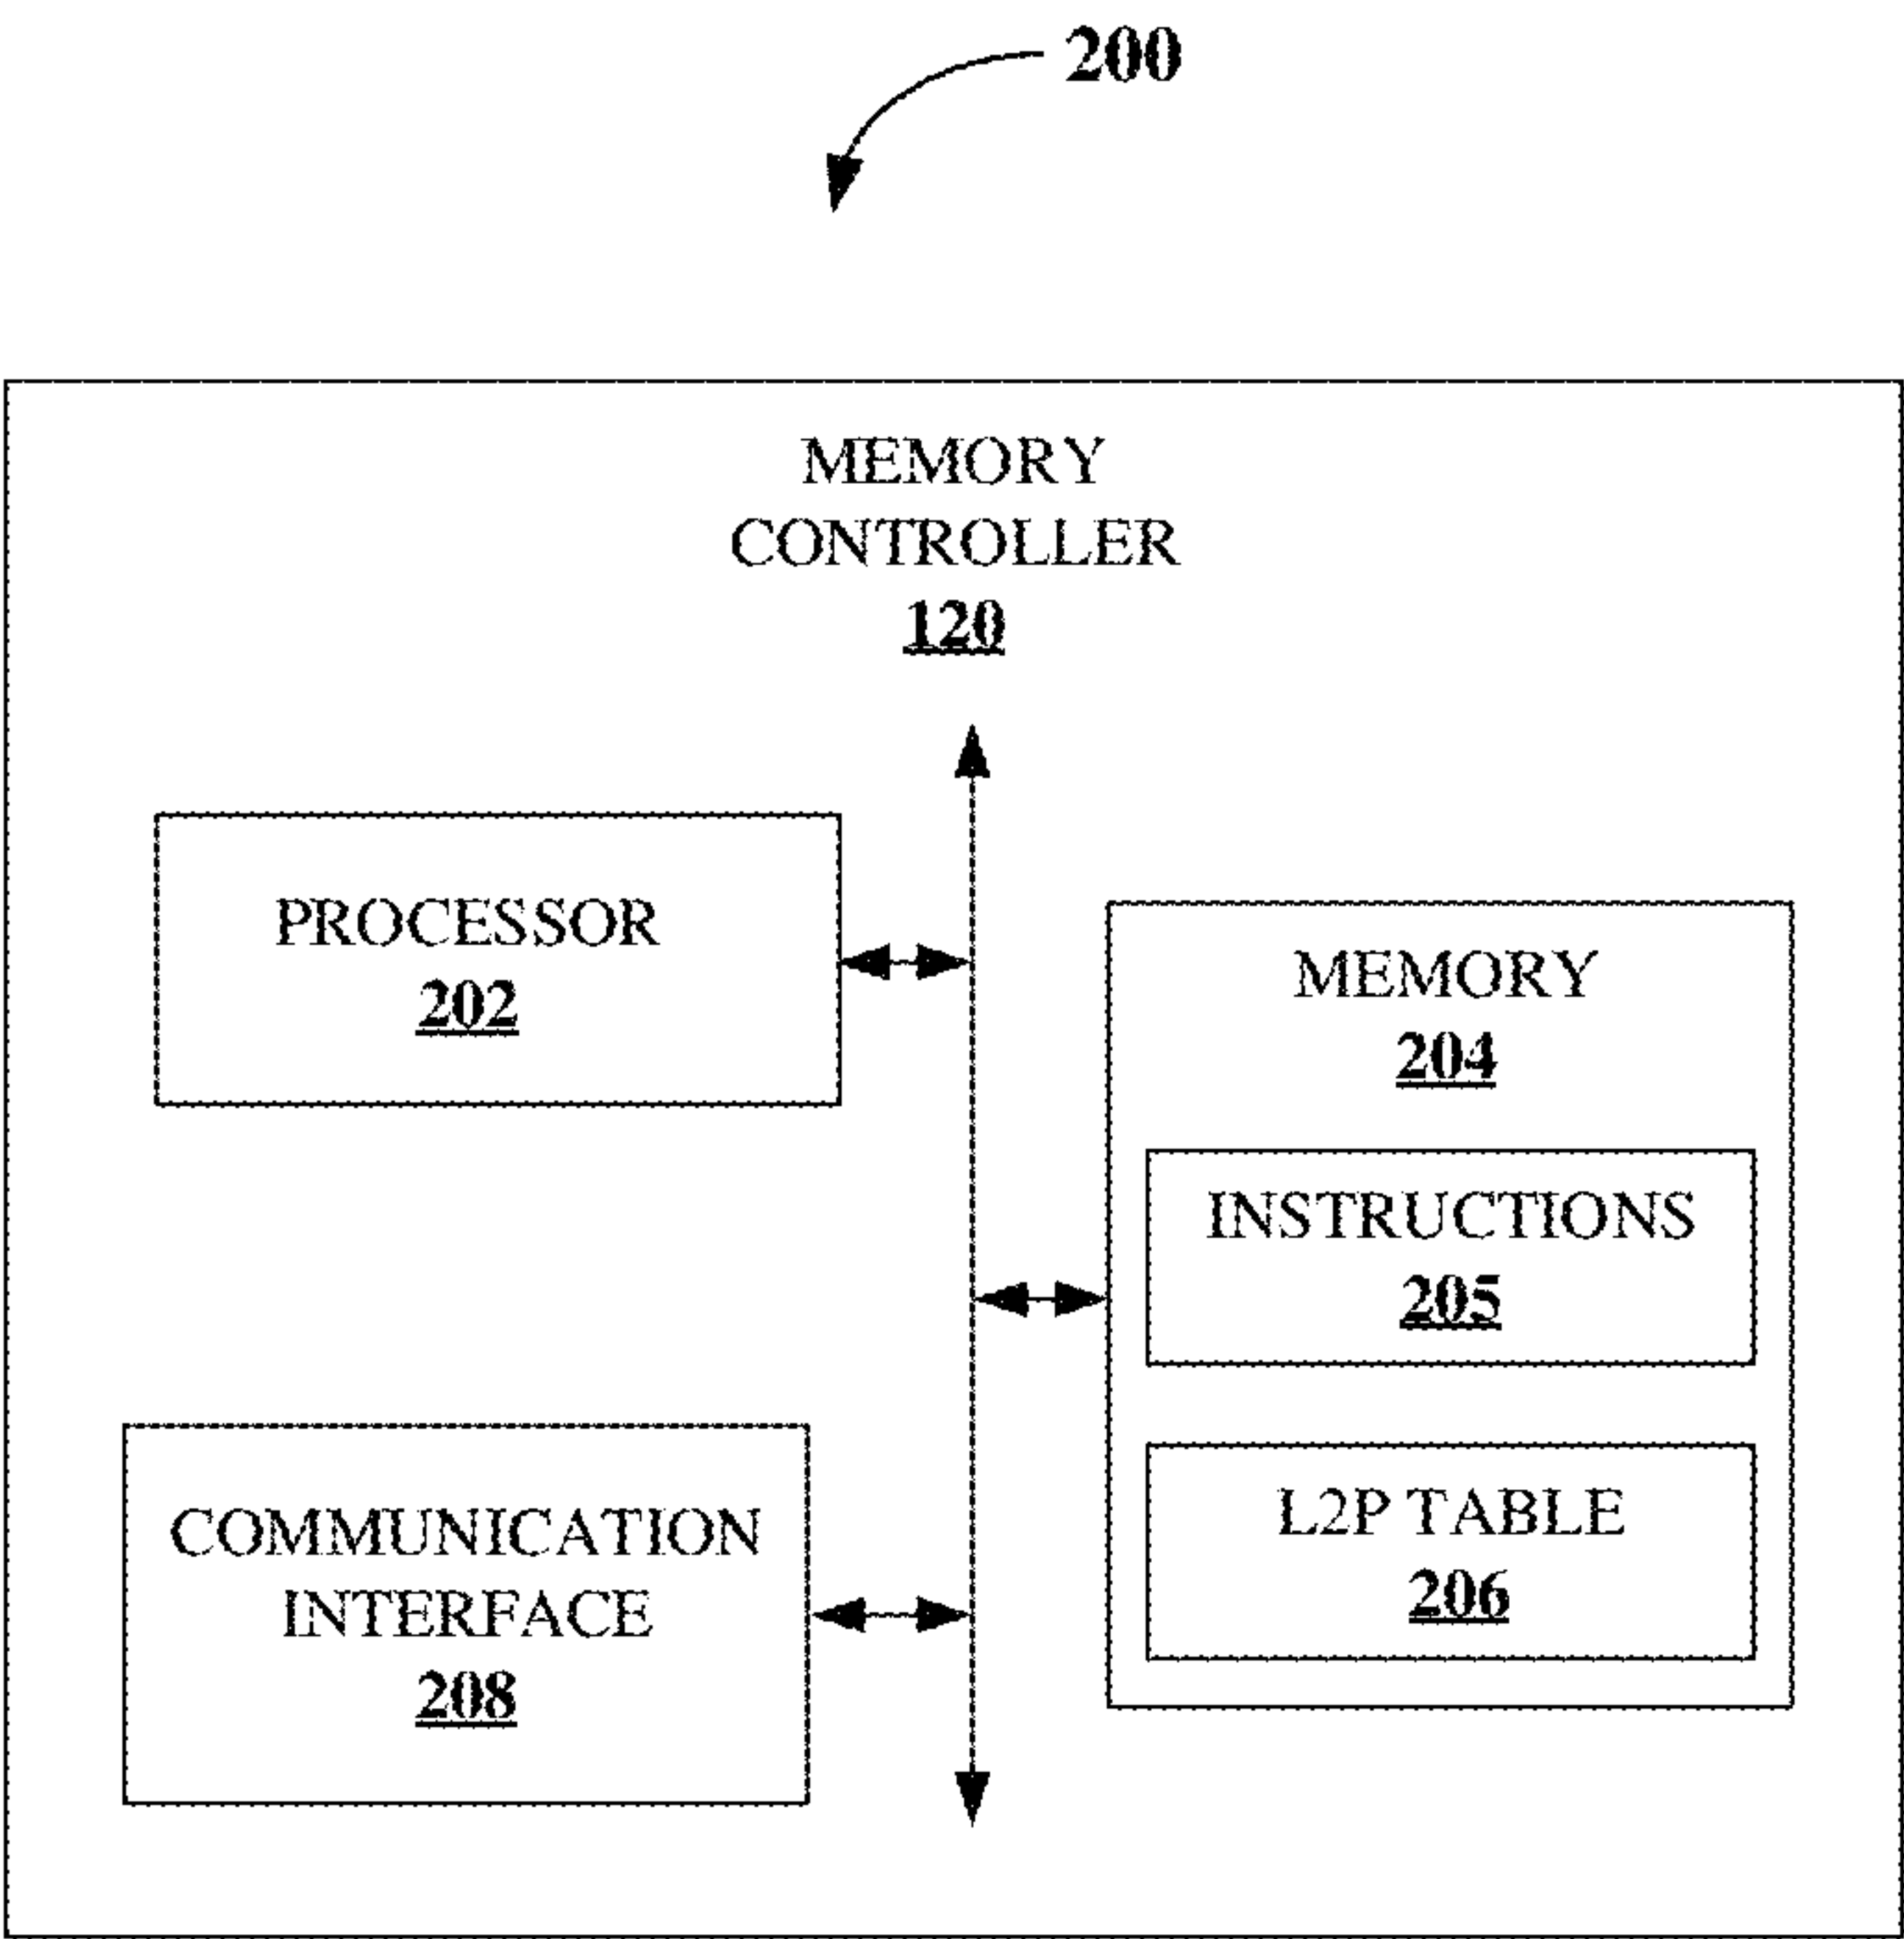 200
MEMORY
CONTROLLER
120
PROCESSOR
202
MEMORY
204
INSTRUCTIONS
205
L2P TABLE
206
COMMUNICATION
INTERFACE
208